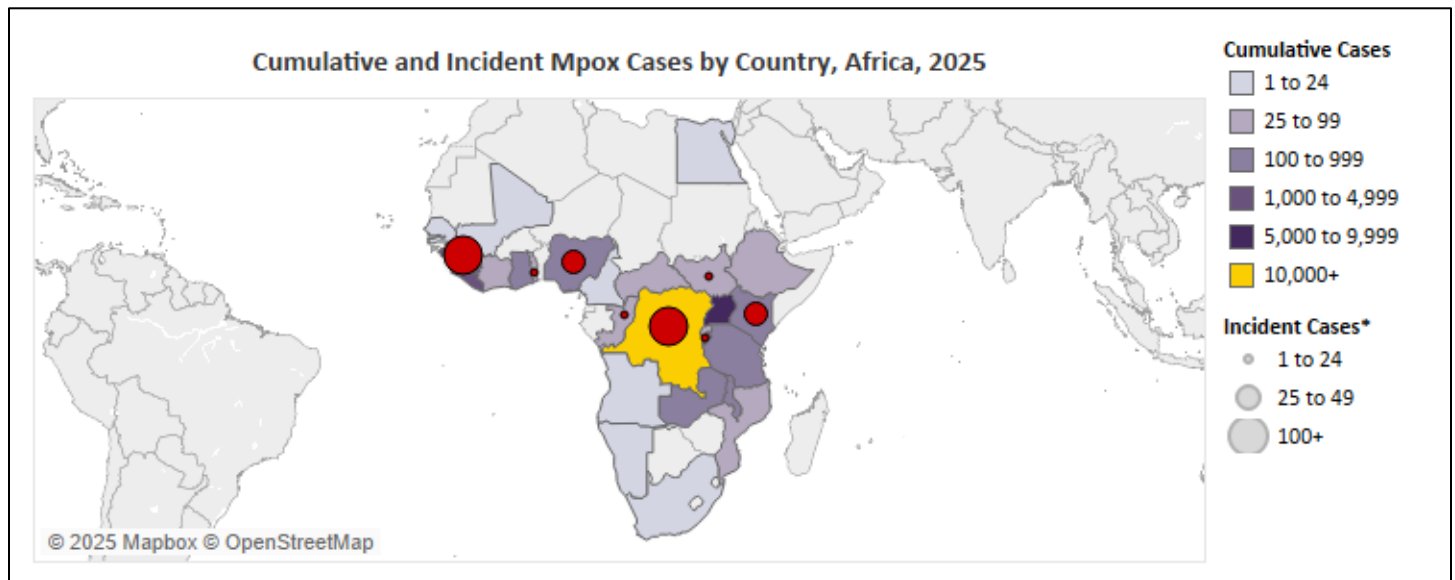 Cumulative and Incident Mpox Cases by Country, Africa, 2025
Cumulative Cases
1 to 24
25 to 99
100 to 999
1,000 to 4,999
5,000 to 9,999
10,000+
Incident Cases*
1 to 24
25 to 49
100+
© 2025 Mapbox © OpenStreetMap